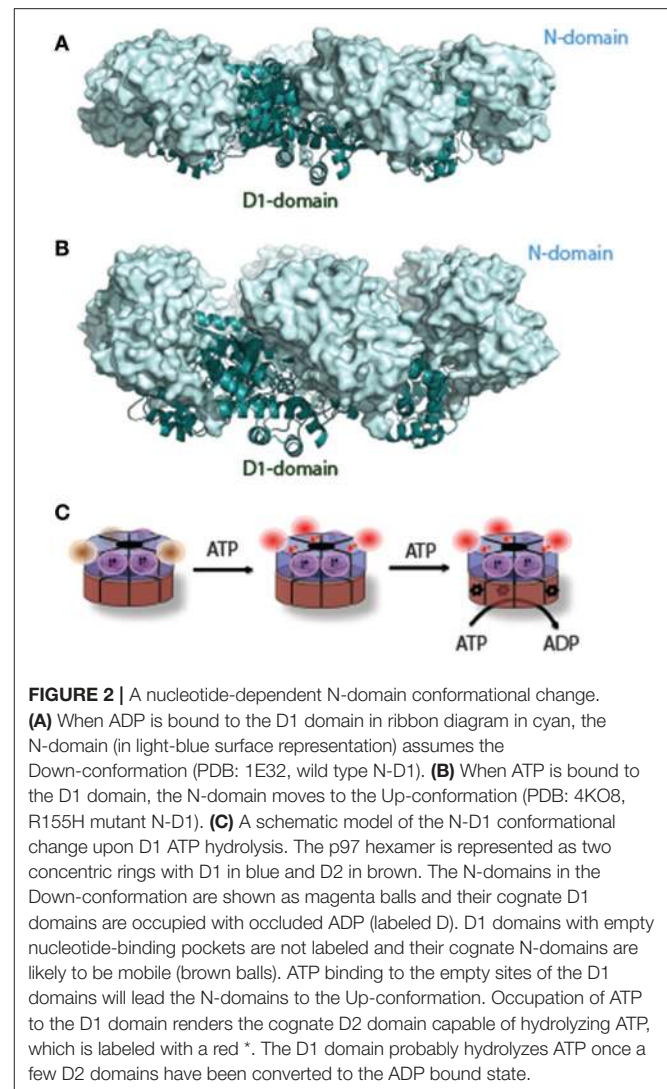 A
N-domain
D1-domain
B
N-domain
D1-domain
C
ATP
ATP
ATP
ADP
FIGURE 2 | A nucleotide-dependent N-domain conformational change.
(A) When ADP is bound to the D1 domain in ribbon diagram in cyan, the
N-domain (in light-blue surface representation) assumes the
Down-conformation (PDB: 1E32, wild type N-D1). (B) When ATP is bound to
the D1 domain, the N-domain moves to the Up-conformation (PDB: 4KO8,
R155H mutant N-D1). (C) A schematic model of the N-D1 conformational
change upon D1 ATP hydrolysis. The p97 hexamer is represented as two
concentric rings with D1 in blue and D2 in brown. The N-domains in the
Down-conformation are shown as magenta balls and their cognate D1
domains are occupied with occluded ADP (labeled D). D1 domains with empty
nucleotide-binding pockets are not labeled and their cognate N-domains are
likely to be mobile (brown balls). ATP binding to the empty sites of the D1
domains will lead the N-domains to the Up-conformation. Occupation of ATP
to the D1 domain renders the cognate D2 domain capable of hydrolyzing ATP,
which is labeled with a red *. The D1 domain probably hydrolyzes ATP once a
few D2 domains have been converted to the ADP bound state.